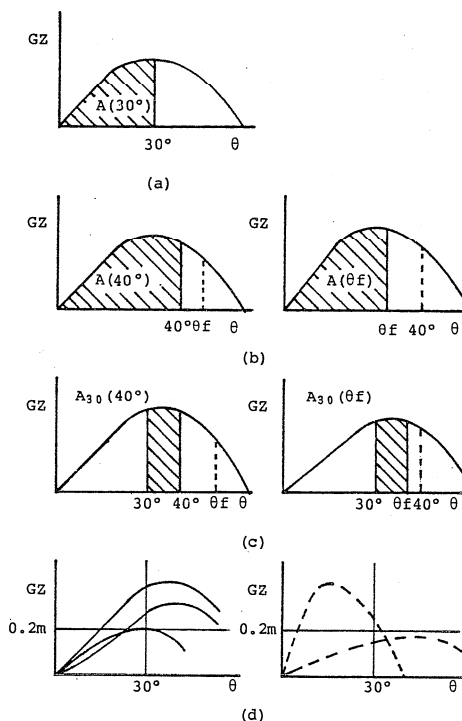 GZ
A(30°)
30° θ
(a)
GZ GZ
A(40°) A(θf)
40°θf θ θf 40° θ
(b)
GZ A₃₀(40°) GZ A₃₀(θf)
30° 40° θf θ 30° θf40° θ
(c)
GZ GZ
0.2m 0.2m
30° θ 30° θ
(d)